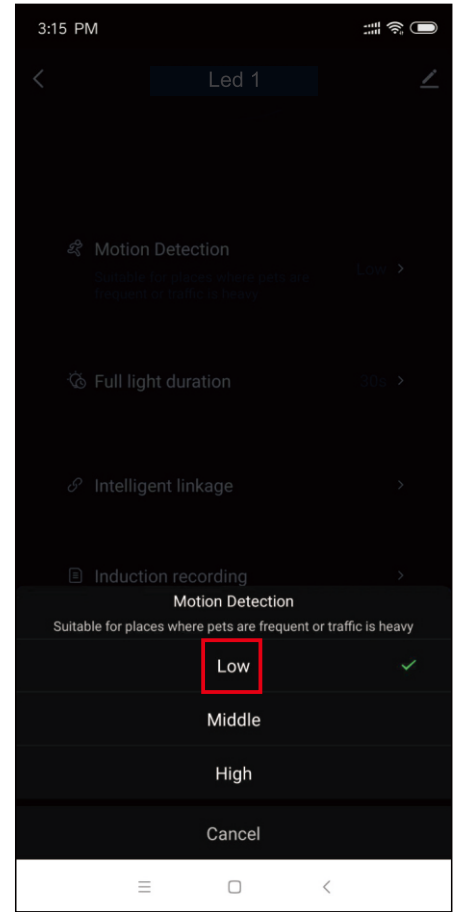 3:15 PM
Led 1
Motion Detection
Suitable for places where pets are
Low
frequent or traffic is heavy
Full light duration
30s
Intelligent linkage
Induction recording
Motion Detection
Suitable for places where pets are frequent or traffic is heavy
Low
Middle
High
Cancel